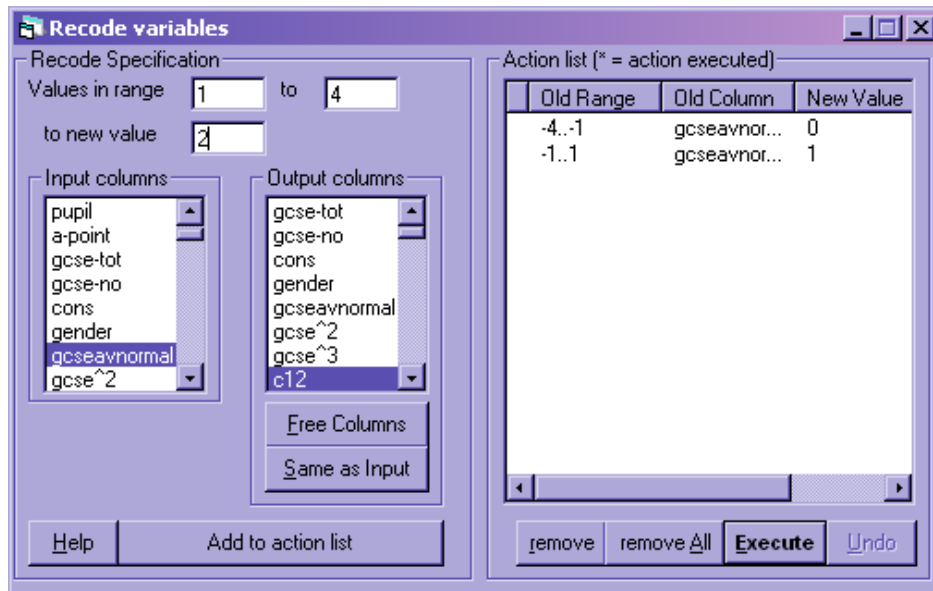 Recode variables
Recode Specification
Values in range 1 to 4
to new value 2
Input columns
pupil
a-point
gcse-tot
gcse-no
cons
gender
gcseavnormal
gcse^2
Output columns
gcse-tot
gcse-no
cons
gender
gcseavnormal
gcse^2
gcse^3
c12
Free Columns
Same as Input
Help Add to action list
Action list (* = action executed)
Old Range Old Column New Value
-4..-1 gcseavnor... 0
-1..1 gcseavnor... 1
remove remove All Execute Undo